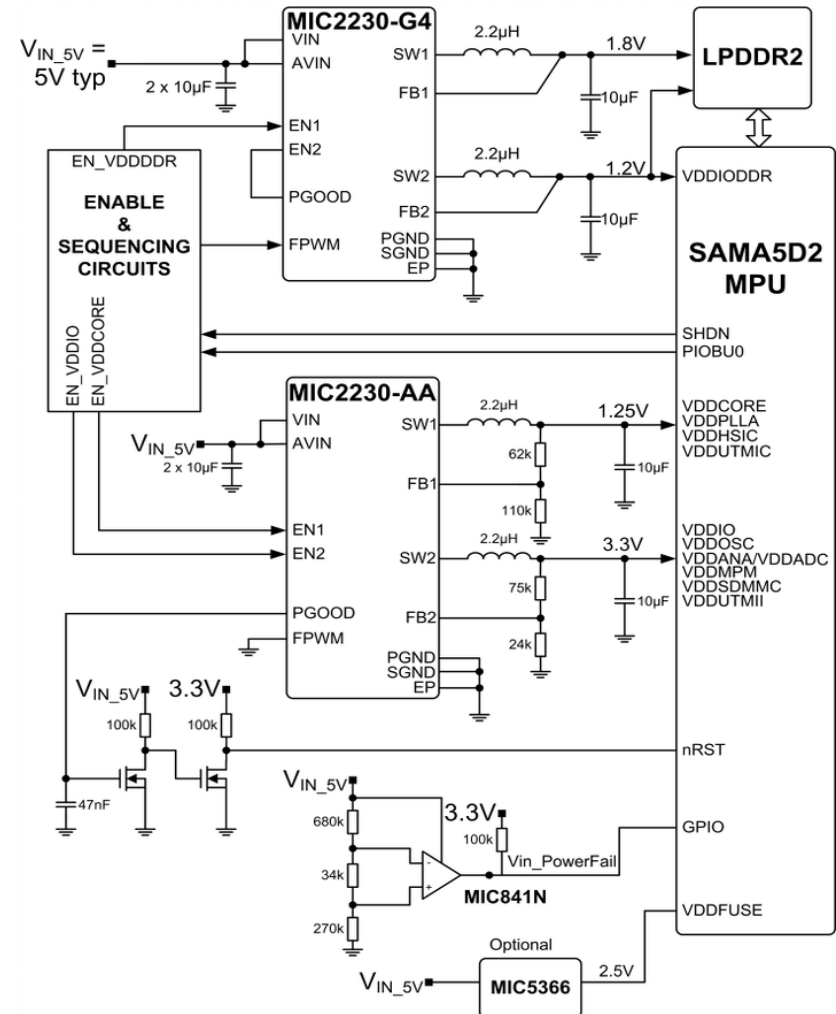 MIC2230-G4
V_IN_5V =
5V typ
2 x 10µF
VIN
AVIN
EN1
EN2
PGOOD
FPWM
SW1
FB1
SW2
FB2
PGND
SGND
EP
2.2µH
1.8V
10µF
2.2µH
1.2V
10µF
LPDDR2
EN_VDDDDR
ENABLE
&
SEQUENCING
CIRCUITS
EN_VDDIO
EN_VDDCORE
SAMA5D2
MPU
VDDIODDR
SHDN
PIOBU0
VDDCORE
VDDPLLA
VDDHSIC
VDDUTMIC
VDDIO
VDDOSC
VDDANA/VDDADC
VDDMPM
VDDSDMMC
VDDUTMII
nRST
GPIO
VDDFUSE
MIC2230-AA
V_IN_5V
2 x 10µF
VIN
AVIN
EN1
EN2
PGOOD
FPWM
SW1
FB1
SW2
FB2
PGND
SGND
EP
2.2µH
1.25V
62k
10µF
110k
2.2µH
3.3V
75k
10µF
24k
V_IN_5V
3.3V
100k
100k
47nF
V_IN_5V
680k
34k
270k
-
+
3.3V
100k
Vin_PowerFail
MIC841N
Optional
V_IN_5V
MIC5366
2.5V